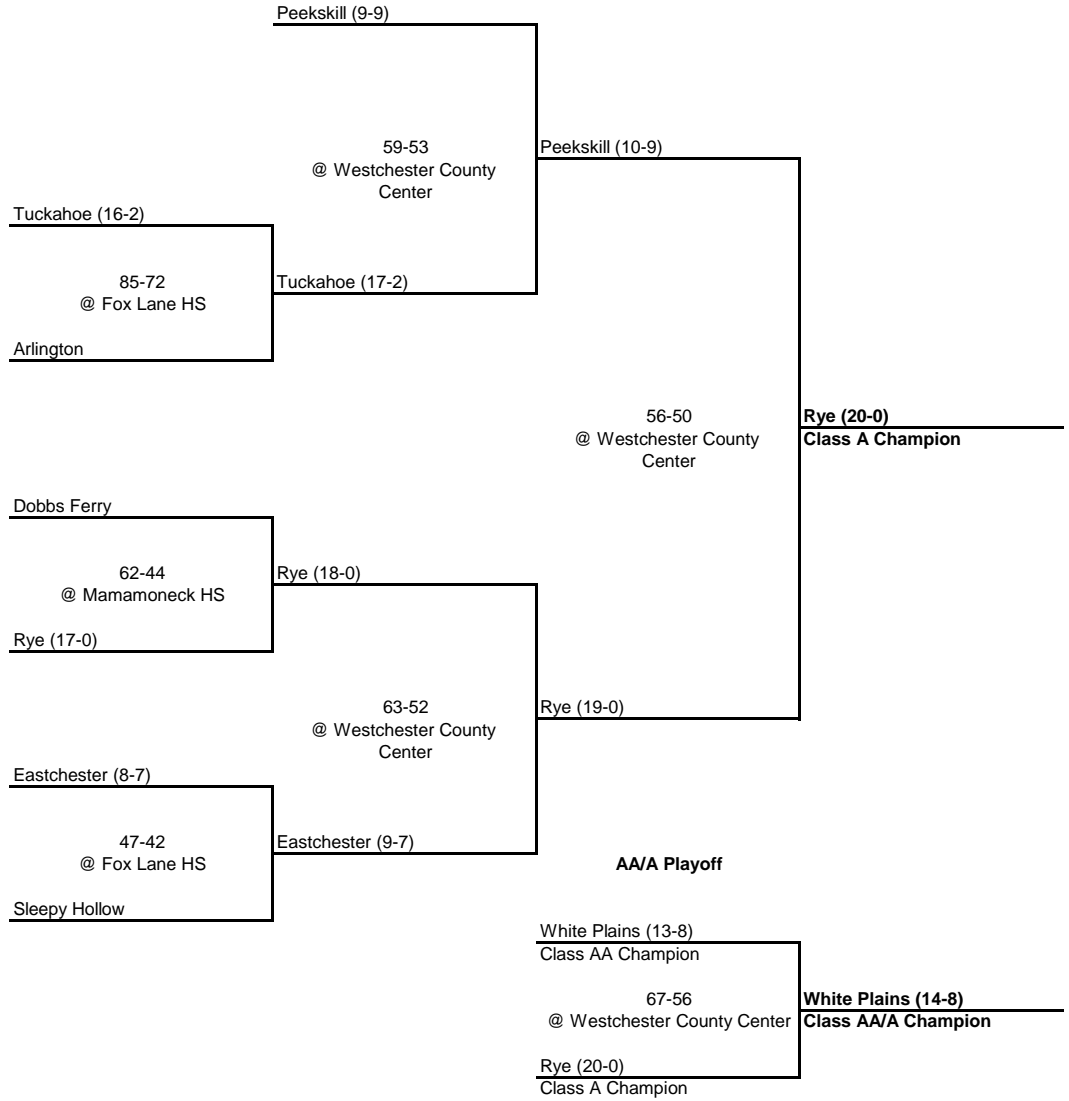 Peekskill (9-9)
59-53
@ Westchester County
Center
Peekskill (10-9)
Tuckahoe (16-2)
85-72
@ Fox Lane HS
Tuckahoe (17-2)
Arlington
56-50
@ Westchester County
Center
Rye (20-0)
Class A Champion
Dobbs Ferry
62-44
@ Mamamoneck HS
Rye (18-0)
Rye (17-0)
63-52
@ Westchester County
Center
Rye (19-0)
Eastchester (8-7)
47-42
@ Fox Lane HS
Eastchester (9-7)
Sleepy Hollow
AA/A Playoff
White Plains (13-8)
Class AA Champion
67-56
@ Westchester County Center
White Plains (14-8)
Class AA/A Champion
Rye (20-0)
Class A Champion